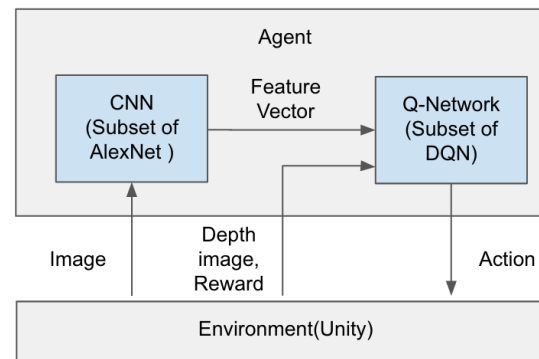 Agent
CNN
(Subset of
AlexNet )
Feature
Vector
Q-Network
(Subset of
DQN)
Image
Depth
image,
Reward
Action
Environment(Unity)